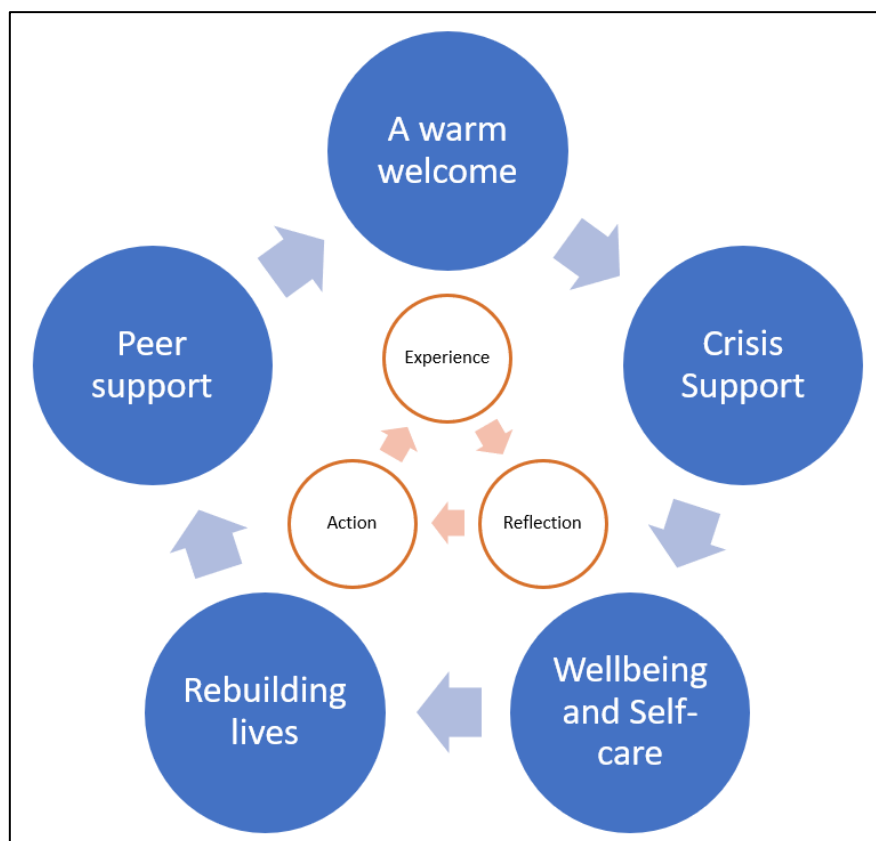 A warm
welcome
Crisis
Support
Wellbeing
and Self-
care
Rebuilding
lives
Peer
support
Experience
Reflection
Action